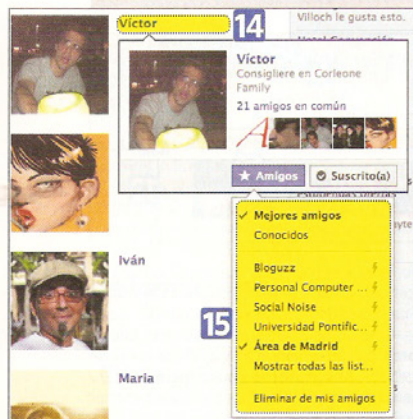 Víctor
14
Villoch le gusta esto.
Víctor
Consigliere en Corleone
Family
21 amigos en común
Amigos
Suscrito(a)
Mejores amigos
Conocidos
Bloguzz
Personal Computer ...
Social Noise
Universidad Pontific...
Área de Madrid
Mostrar todas las list...
Eliminar de mis amigos
Iván
15
Maria